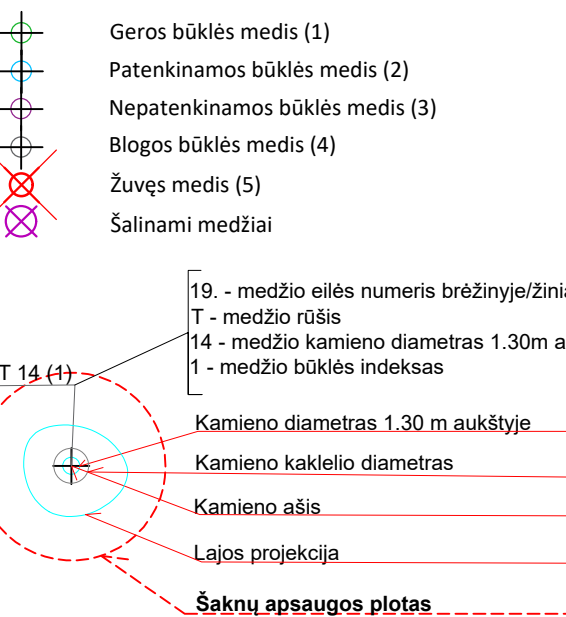 Geros būklės medis (1)
Patenkinamos būklės medis (2)
Nepatenkinamos būklės medis (3)
Blogos būklės medis (4)
Žuvęs medis (5)
Šalinami medžiai
19. - medžio eilės numeris brėžinyje/žinia
T - medžio rūšis
14 - medžio kamieno diametras 1.30m a
1 - medžio būklės indeksas
T 14 (1)
Kamieno diametras 1.30 m aukštyje
Kamieno kaklelio diametras
Kamieno ašis
Lajos projekcija
Šaknų apsaugos plotas